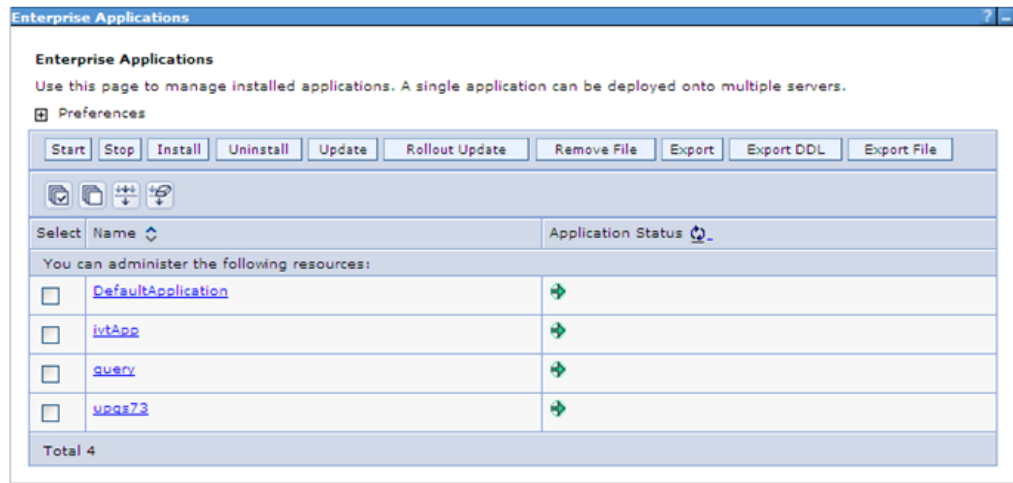 Enterprise Applications
? –
Enterprise Applications
Use this page to manage installed applications. A single application can be deployed onto multiple servers.
+ Preferences
Start Stop Install Uninstall Update Rollout Update Remove File Export Export DDL Export File
Select Name Application Status
You can administer the following resources:
DefaultApplication
ivtApp
query
upgs73
Total 4